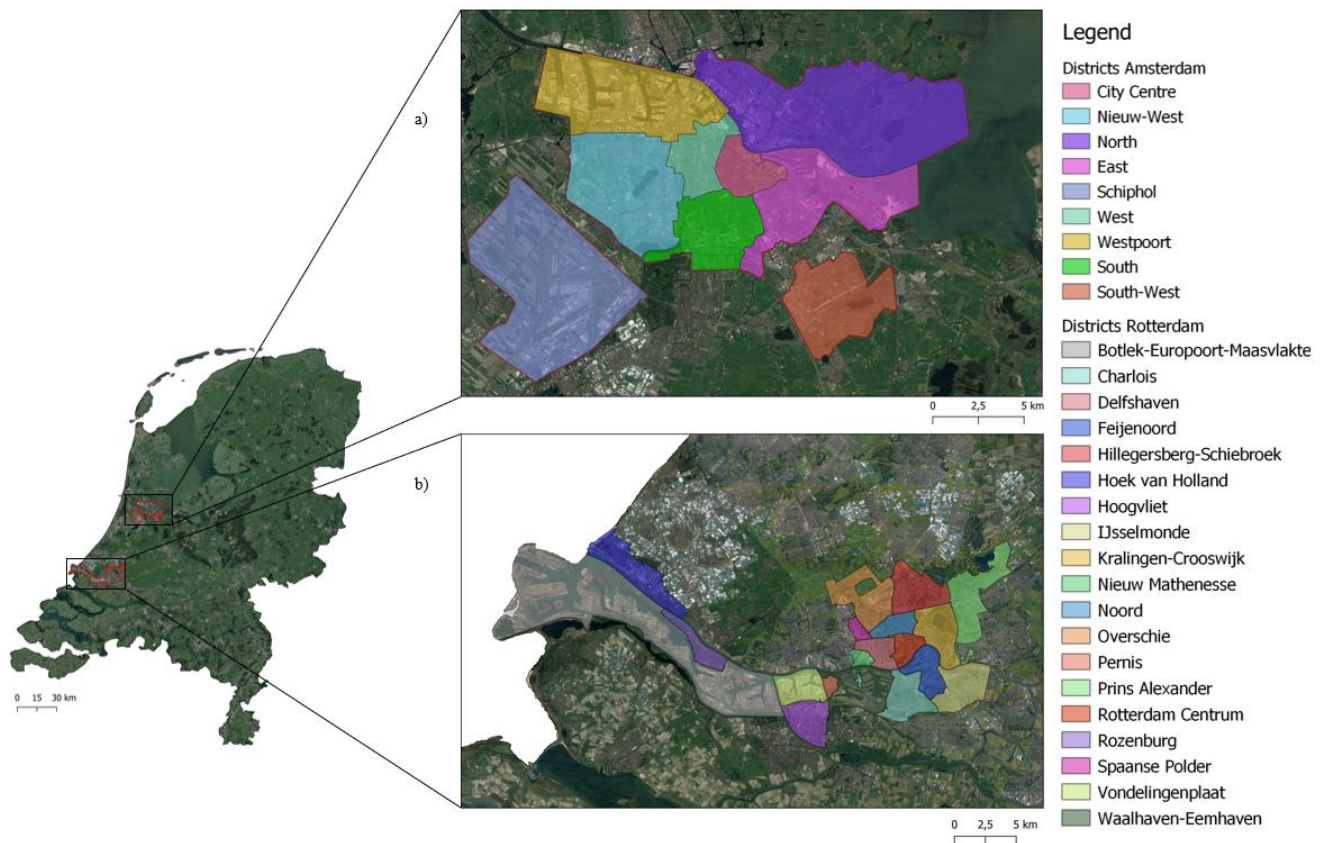 a)
0 2,5 5 km
b)
0 2,5 5 km
0 15 30 km
Legend
Districts Amsterdam
City Centre
Nieuw-West
North
East
Schiphol
West
Westpoort
South
South-West
Districts Rotterdam
Botlek-Europoort-Maasvlakte
Charlois
Delfshaven
Feijenoord
Hillegersberg-Schiebroek
Hoek van Holland
Hoogvliet
IJsselmonde
Kralingen-Crooswijk
Nieuw Mathenesse
Noord
Overschie
Pernis
Prins Alexander
Rotterdam Centrum
Rozenburg
Spaanse Polder
Vondelingenplaat
Waalhaven-Eemhaven